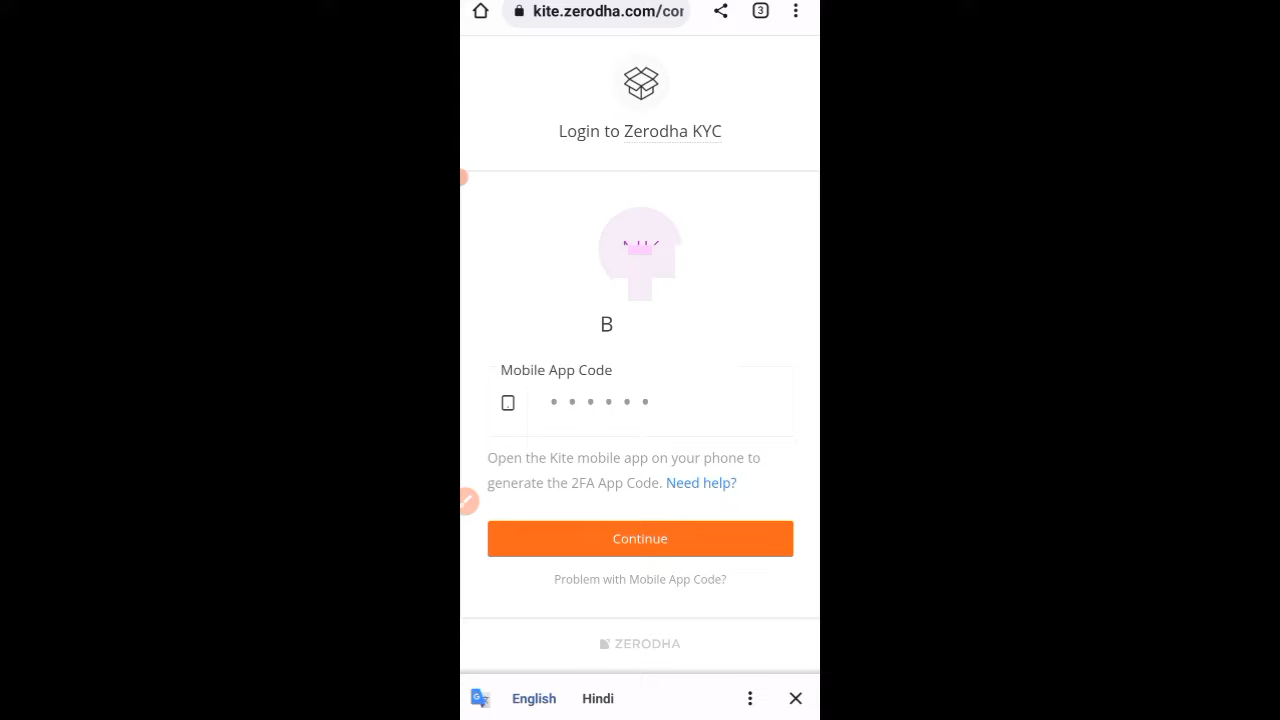 kite.zerodha.com/cor
3
Login to Zerodha KYC
B
Mobile App Code
Open the Kite mobile app on your phone to
generate the 2FA App Code. Need help?
Continue
Problem with Mobile App Code?
ZERODHA
English Hindi